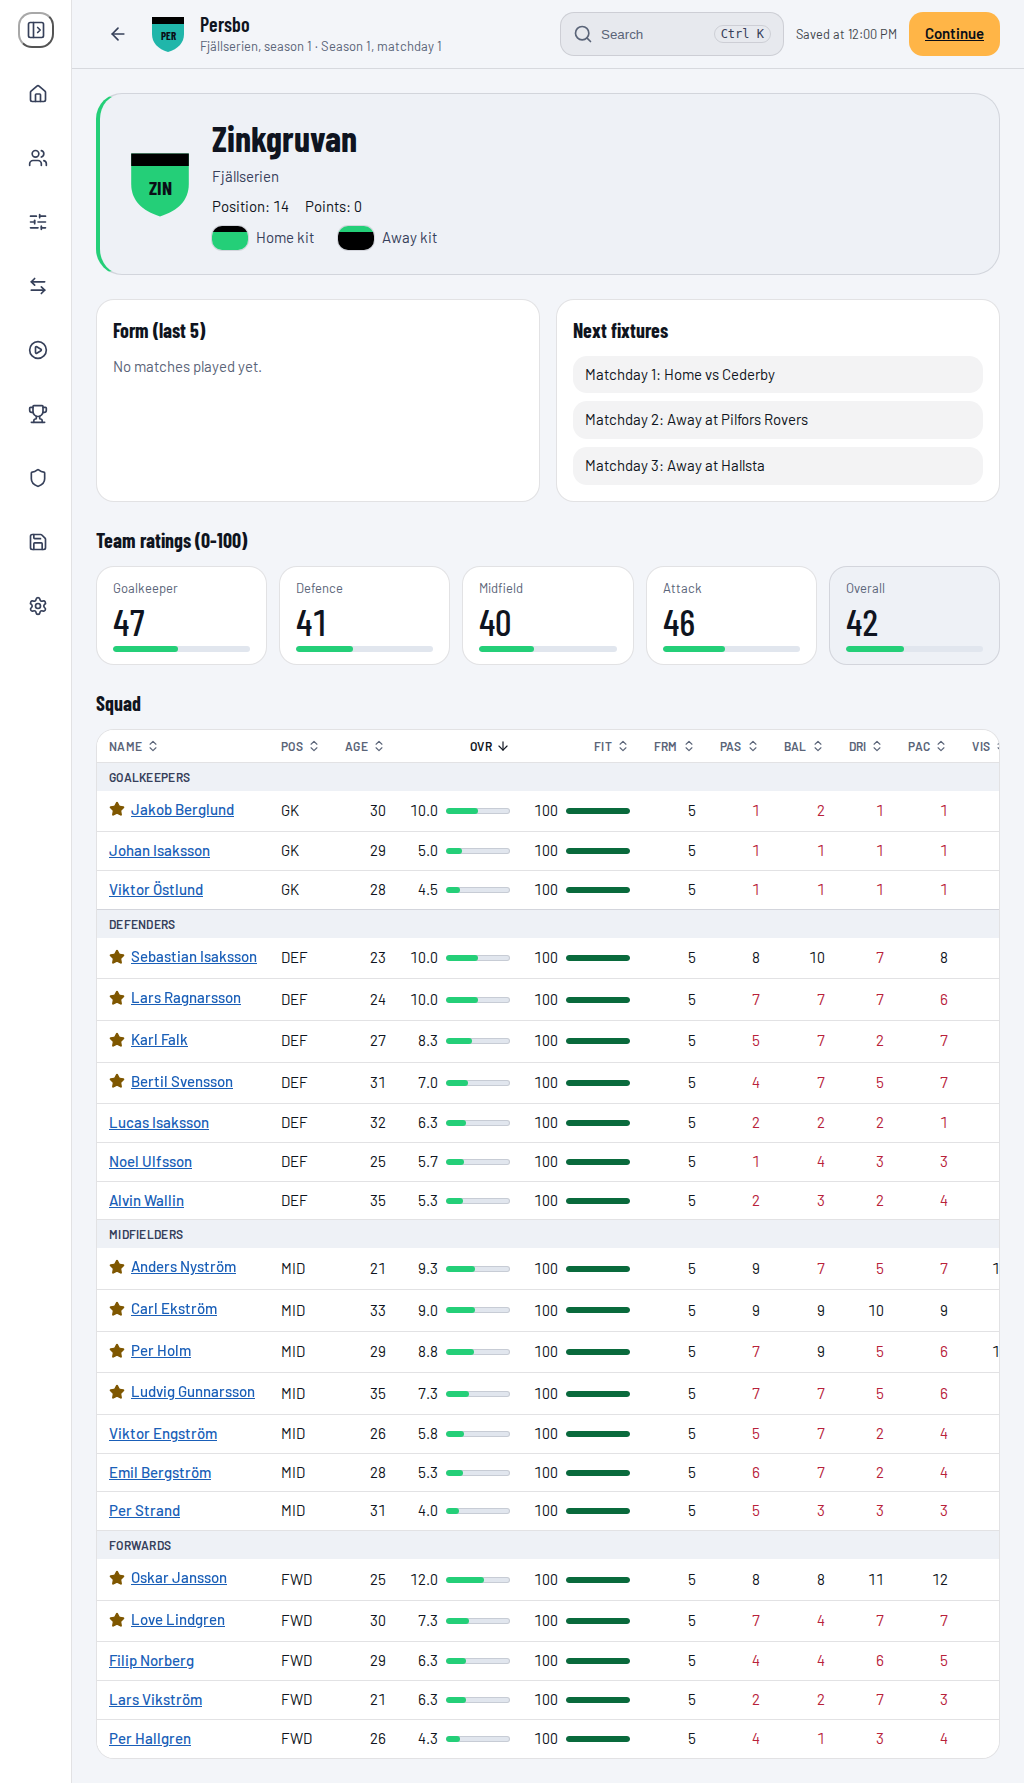 PER
Persbo
Fjällserien, season 1 · Season 1, matchday 1
Search
Ctrl K
Saved at 12:00 PM
Continue
ZIN
Zinkgruvan
Fjällserien
Position: 14 Points: 0
Home kit Away kit
Form (last 5)
No matches played yet.
Next fixtures
Matchday 1: Home vs Cederby
Matchday 2: Away at Pilfors Rovers
Matchday 3: Away at Hallsta
Team ratings (0-100)
Goalkeeper
47
Defence
41
Midfield
40
Attack
46
Overall
42
Squad
NAME POS AGE OVR FIT FRM PAS BAL DRI PAC VIS
GOALKEEPERS
Jakob Berglund GK 30 10.0 100 5 1 2 1 1
Johan Isaksson GK 29 5.0 100 5 1 1 1 1
Viktor Östlund GK 28 4.5 100 5 1 1 1 1
DEFENDERS
Sebastian Isaksson DEF 23 10.0 100 5 8 10 7 8
Lars Ragnarsson DEF 24 10.0 100 5 7 7 7 6
Karl Falk DEF 27 8.3 100 5 5 7 2 7
Bertil Svensson DEF 31 7.0 100 5 4 7 5 7
Lucas Isaksson DEF 32 6.3 100 5 2 2 2 1
Noel Ulfsson DEF 25 5.7 100 5 1 4 3 3
Alvin Wallin DEF 35 5.3 100 5 2 3 2 4
MIDFIELDERS
Anders Nyström MID 21 9.3 100 5 9 7 5 7 1
Carl Ekström MID 33 9.0 100 5 9 9 10 9
Per Holm MID 29 8.8 100 5 7 9 5 6 1
Ludvig Gunnarsson MID 35 7.3 100 5 7 7 5 6
Viktor Engström MID 26 5.8 100 5 5 7 2 4
Emil Bergström MID 28 5.3 100 5 6 7 2 4
Per Strand MID 31 4.0 100 5 5 3 3 3
FORWARDS
Oskar Jansson FWD 25 12.0 100 5 8 8 11 12
Love Lindgren FWD 30 7.3 100 5 7 4 7 7
Filip Norberg FWD 29 6.3 100 5 4 4 6 5
Lars Vikström FWD 21 6.3 100 5 2 2 7 3
Per Hallgren FWD 26 4.3 100 5 4 1 3 4